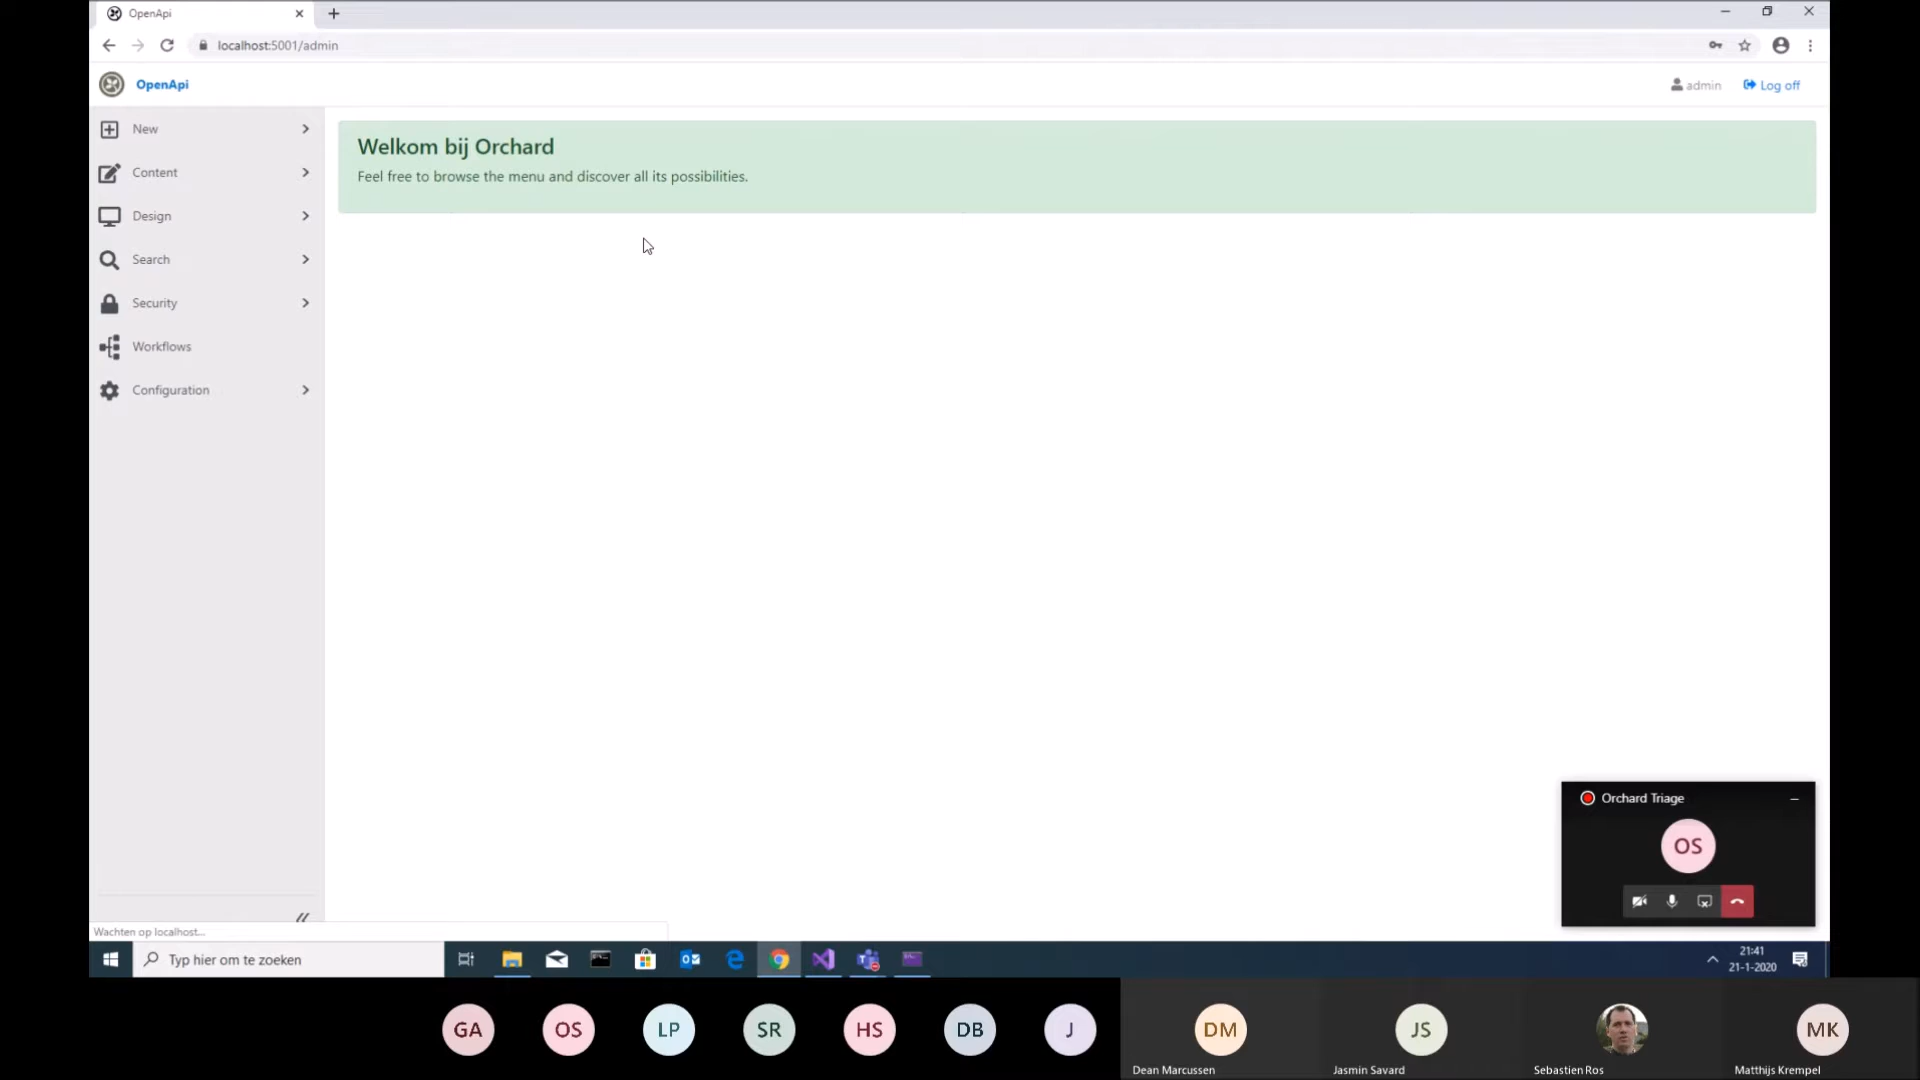 OpenApi
localhost:5001/admin
OpenApi
admin
Log off
New
Content
Design
Search
Security
Workflows
Configuration
Welkom bij Orchard
Feel free to browse the menu and discover all its possibilities.
Orchard Triage
OS
Wachten op localhost...
Typ hier om te zoeken
21:41
21-1-2020
GA
OS
LP
SR
HS
DB
J
DM
JS
MK
Dean Marcussen
Jasmin Savard
Sebastien Ros
Matthijs Krempel